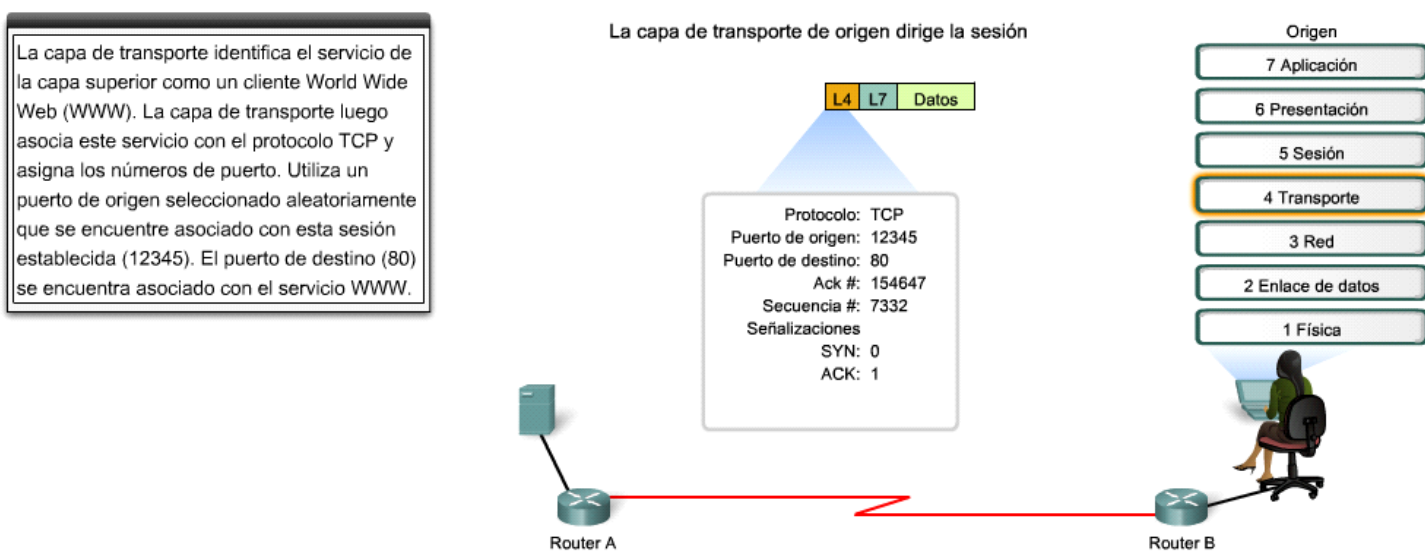 La capa de transporte identifica el servicio de
la capa superior como un cliente World Wide
Web (WWW). La capa de transporte luego
asocia este servicio con el protocolo TCP y
asigna los números de puerto. Utiliza un
puerto de origen seleccionado aleatoriamente
que se encuentre asociado con esta sesión
establecida (12345). El puerto de destino (80)
se encuentra asociado con el servicio WWW.
La capa de transporte de origen dirige la sesión
L4 L7 Datos
Protocolo: TCP
Puerto de origen: 12345
Puerto de destino: 80
Ack #: 154647
Secuencia #: 7332
Señalizaciones
SYN: 0
ACK: 1
Origen
7 Aplicación
6 Presentación
5 Sesión
4 Transporte
3 Red
2 Enlace de datos
1 Física
Router A
Router B